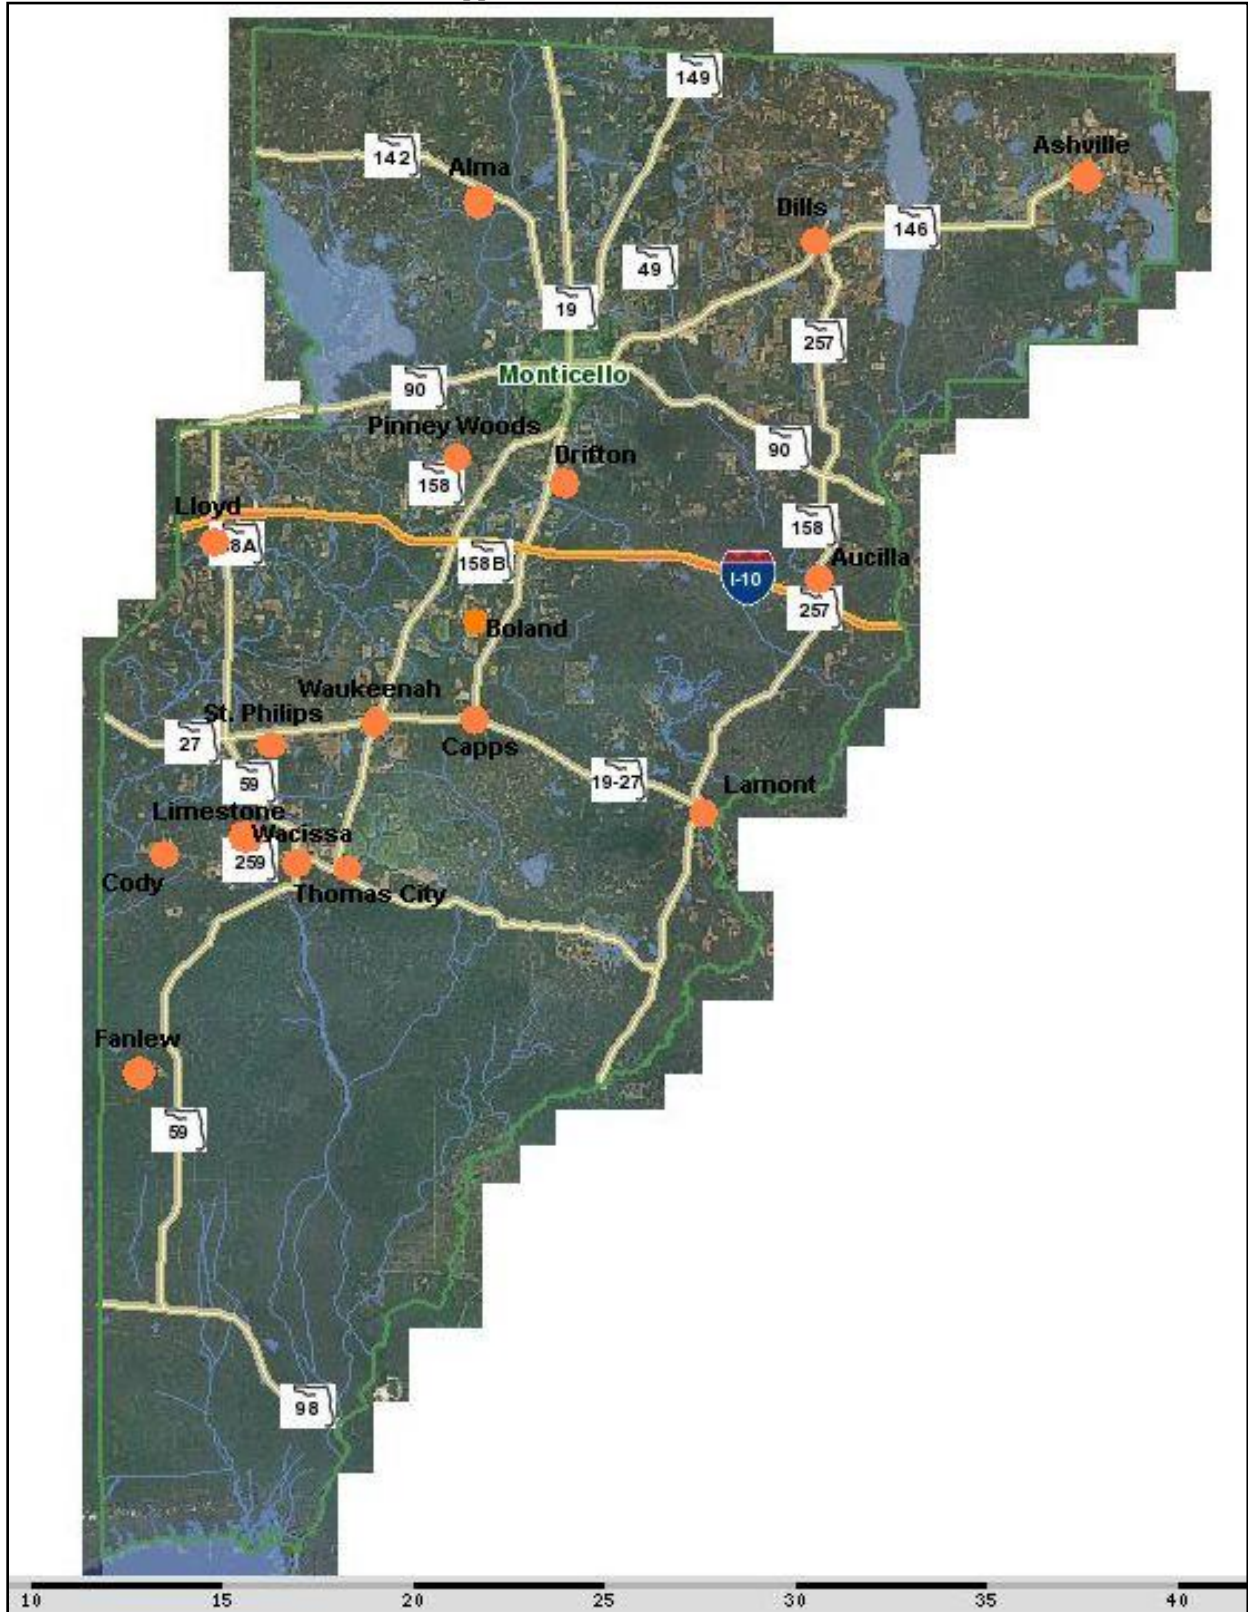 149
Ashville
142
Alma
Dills
146
49
19
257
Monticello
90
Pinney Woods
90
Drifton
158
Lloyd
158
8A
158B
Aucilla
I-10
257
Boland
Waukeenah
St. Philips
27
Capps
59
19-27
Lamont
Limestone
Wacissa
259
Cody
Thomas City
Fanlew
59
98
10 15 20 25 30 35 40